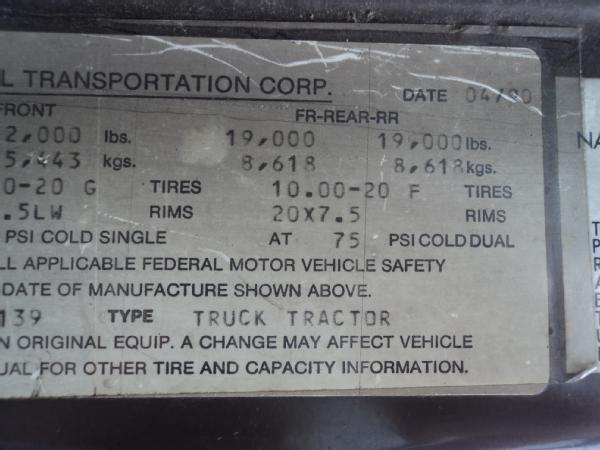 L TRANSPORTATION CORP. DATE 04/90
FRONT FR-REAR-RR
2,000 lbs. 19,000 19,000 lbs.
5,443 kgs. 8,618 8,618 kgs.
0-20 G TIRES 10.00-20 F TIRES
.5LW RIMS 20X7.5 RIMS
PSI COLD SINGLE AT 75 PSI COLD DUAL
LL APPLICABLE FEDERAL MOTOR VEHICLE SAFETY
DATE OF MANUFACTURE SHOWN ABOVE.
139 TYPE TRUCK TRACTOR
N ORIGINAL EQUIP. A CHANGE MAY AFFECT VEHICLE
UAL FOR OTHER TIRE AND CAPACITY INFORMATION.
NA
T
P
R
A
E
T
U